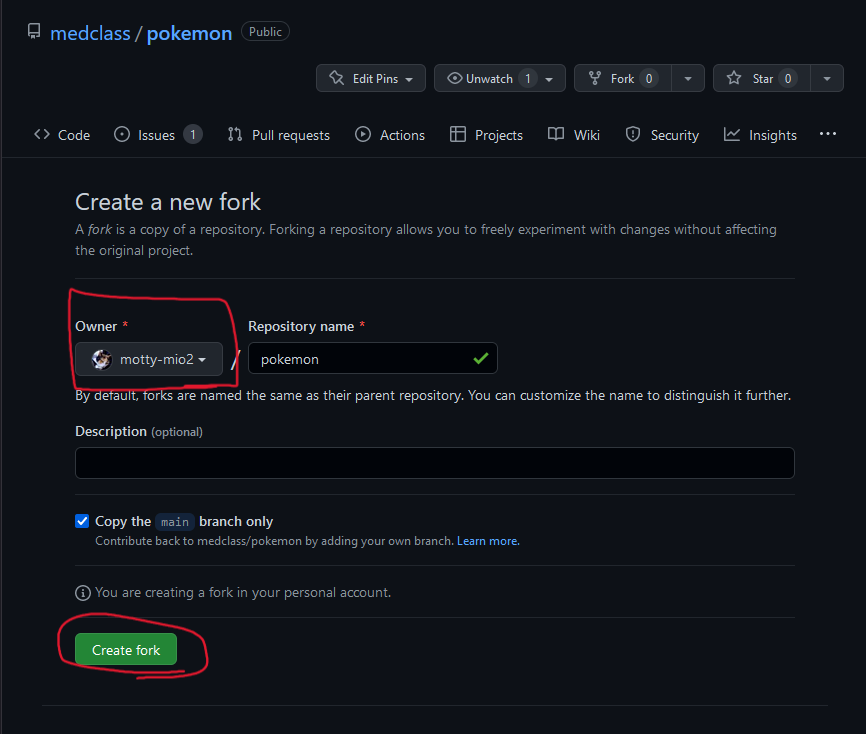 medclass / pokemon Public
Edit Pins Unwatch 1 Fork 0 Star 0
Code Issues 1 Pull requests Actions Projects Wiki Security Insights ...
Create a new fork
A fork is a copy of a repository. Forking a repository allows you to freely experiment with changes without affecting
the original project.
Owner * Repository name *
motty-mio2 / pokemon
By default, forks are named the same as their parent repository. You can customize the name to distinguish it further.
Description (optional)
Copy the main branch only
Contribute back to medclass/pokemon by adding your own branch. Learn more.
You are creating a fork in your personal account.
Create fork